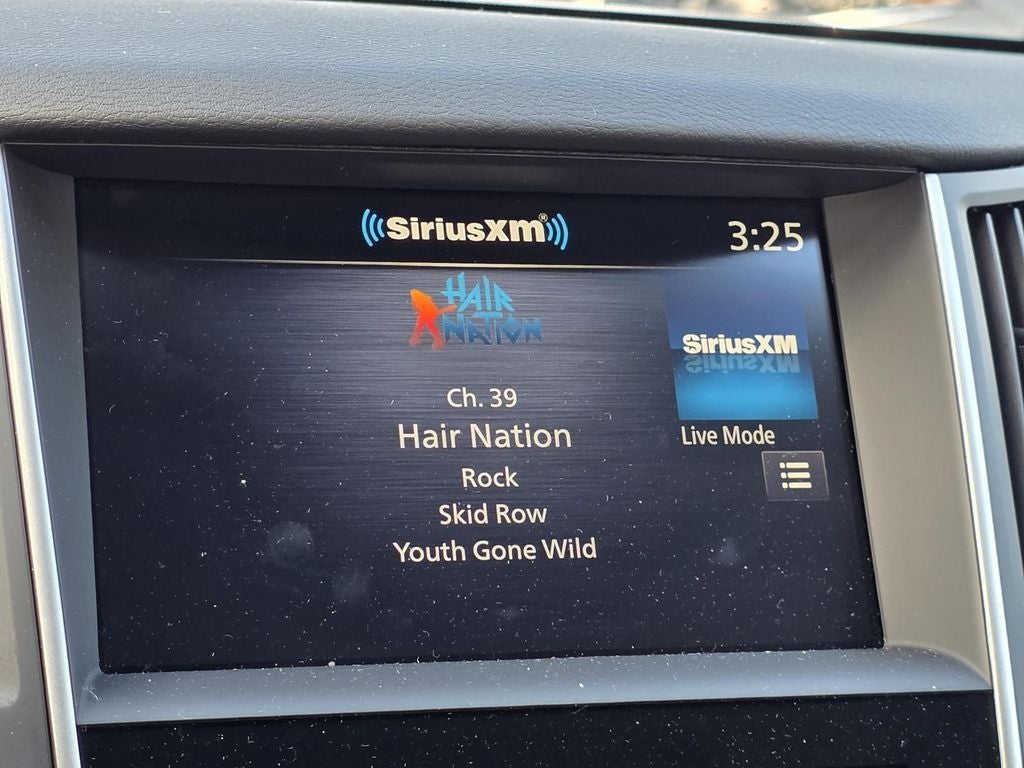 SiriusXM®
3:25
HAIR
NATION
SiriusXM
Ch. 39
Hair Nation
Live Mode
Rock
Skid Row
Youth Gone Wild